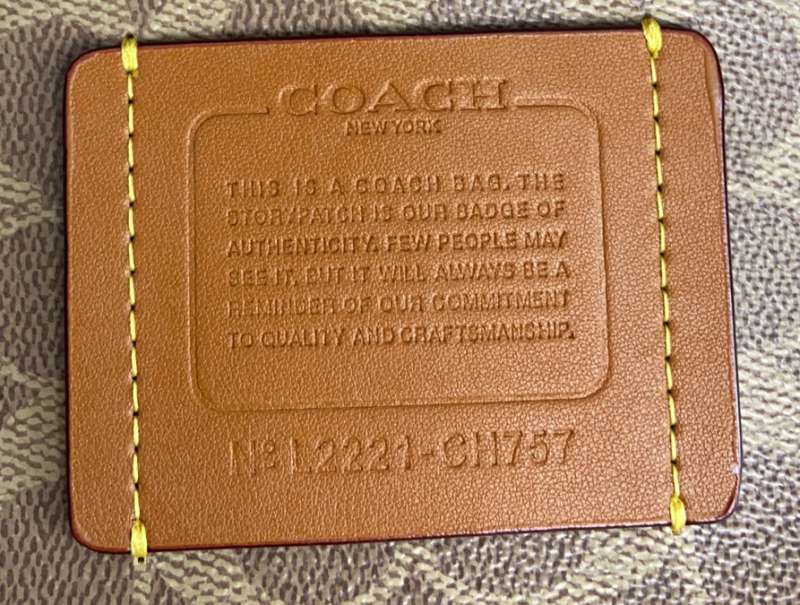 COACH
NEW YORK
THIS IS A COACH BAG. THE
STORYPATCH IS OUR BADGE OF
AUTHENTICITY. FEW PEOPLE MAY
SEE IT, BUT IT WILL ALWAYS BE A
REMINDER OF OUR COMMITMENT
TO QUALITY AND CRAFTSMANSHIP.
Nº L2221-CH757